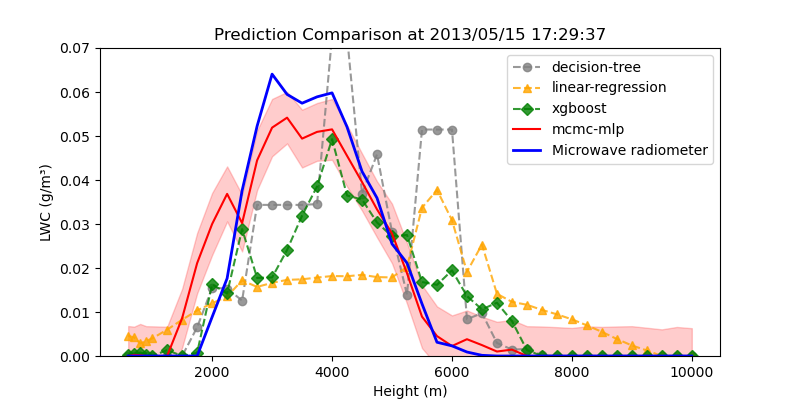 Prediction Comparison at 2013/05/15 17:29:37
0.07
0.06
0.05
0.04
0.03
0.02
0.01
0.00
LWC (g/m³)
decision-tree
linear-regression
xgboost
mcmc-mlp
Microwave radiometer
2000 4000 6000 8000 10000
Height (m)